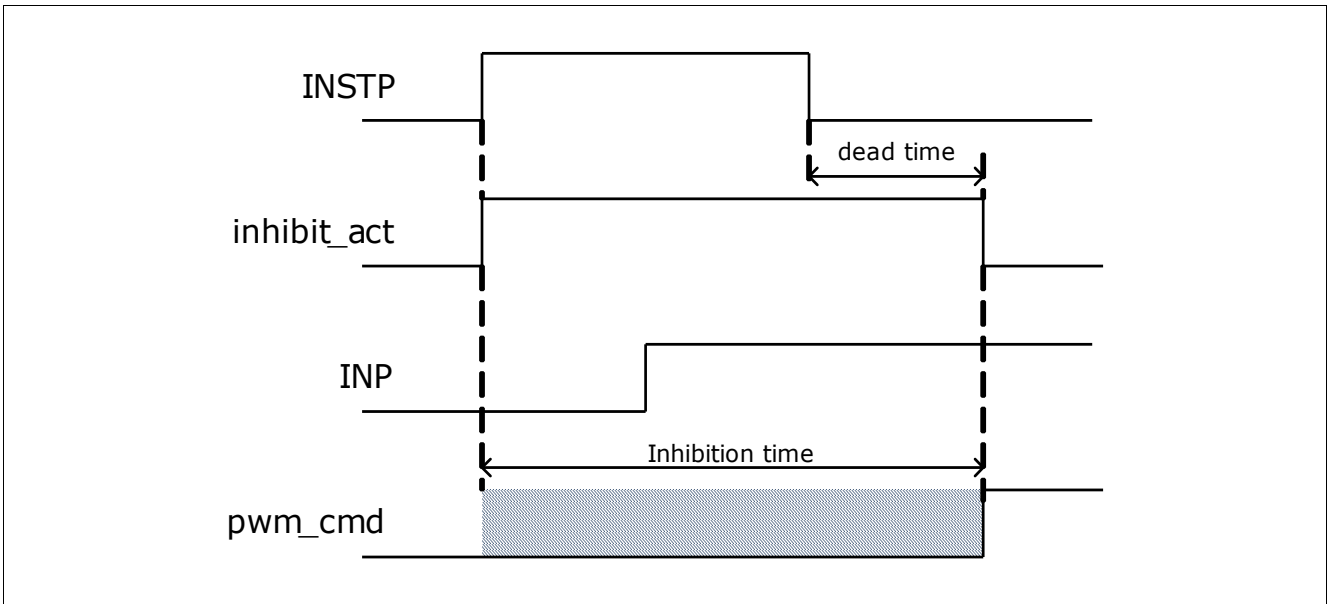 INSTP
dead time
inhibit_act
INP
Inhibition time
pwm_cmd